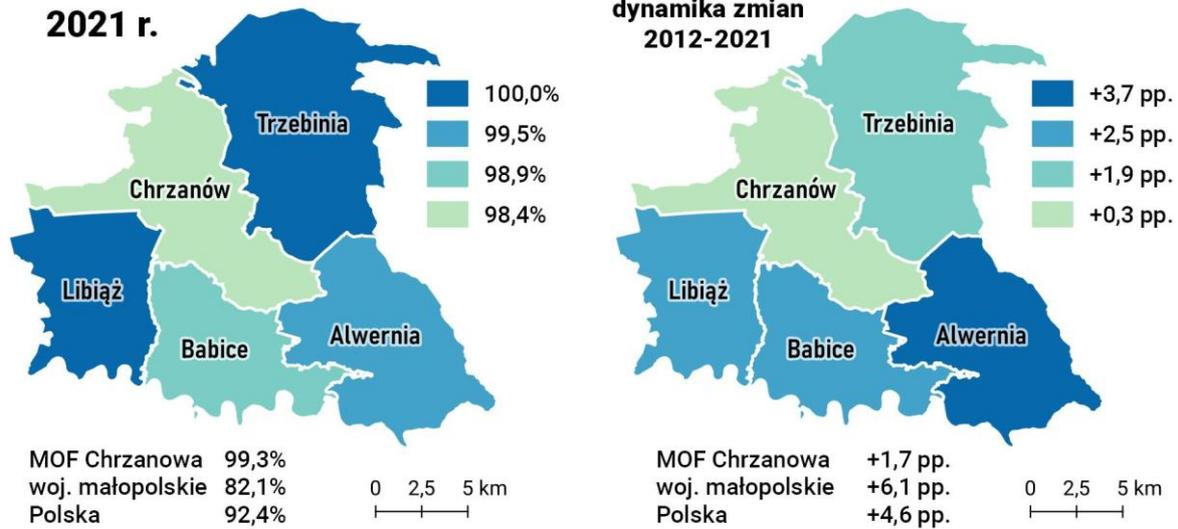 2021 r.
100,0%
99,5%
98,9%
98,4%
Trzebinia
Chrzanów
Libiąż
Babice
Alwernia
MOF Chrzanowa 99,3%
woj. małopolskie 82,1%
Polska 92,4%
0 2,5 5 km
dynamika zmian
2012-2021
+3,7 pp.
+2,5 pp.
+1,9 pp.
+0,3 pp.
Trzebinia
Chrzanów
Libiąż
Babice
Alwernia
MOF Chrzanowa +1,7 pp.
woj. małopolskie +6,1 pp.
Polska +4,6 pp.
0 2,5 5 km